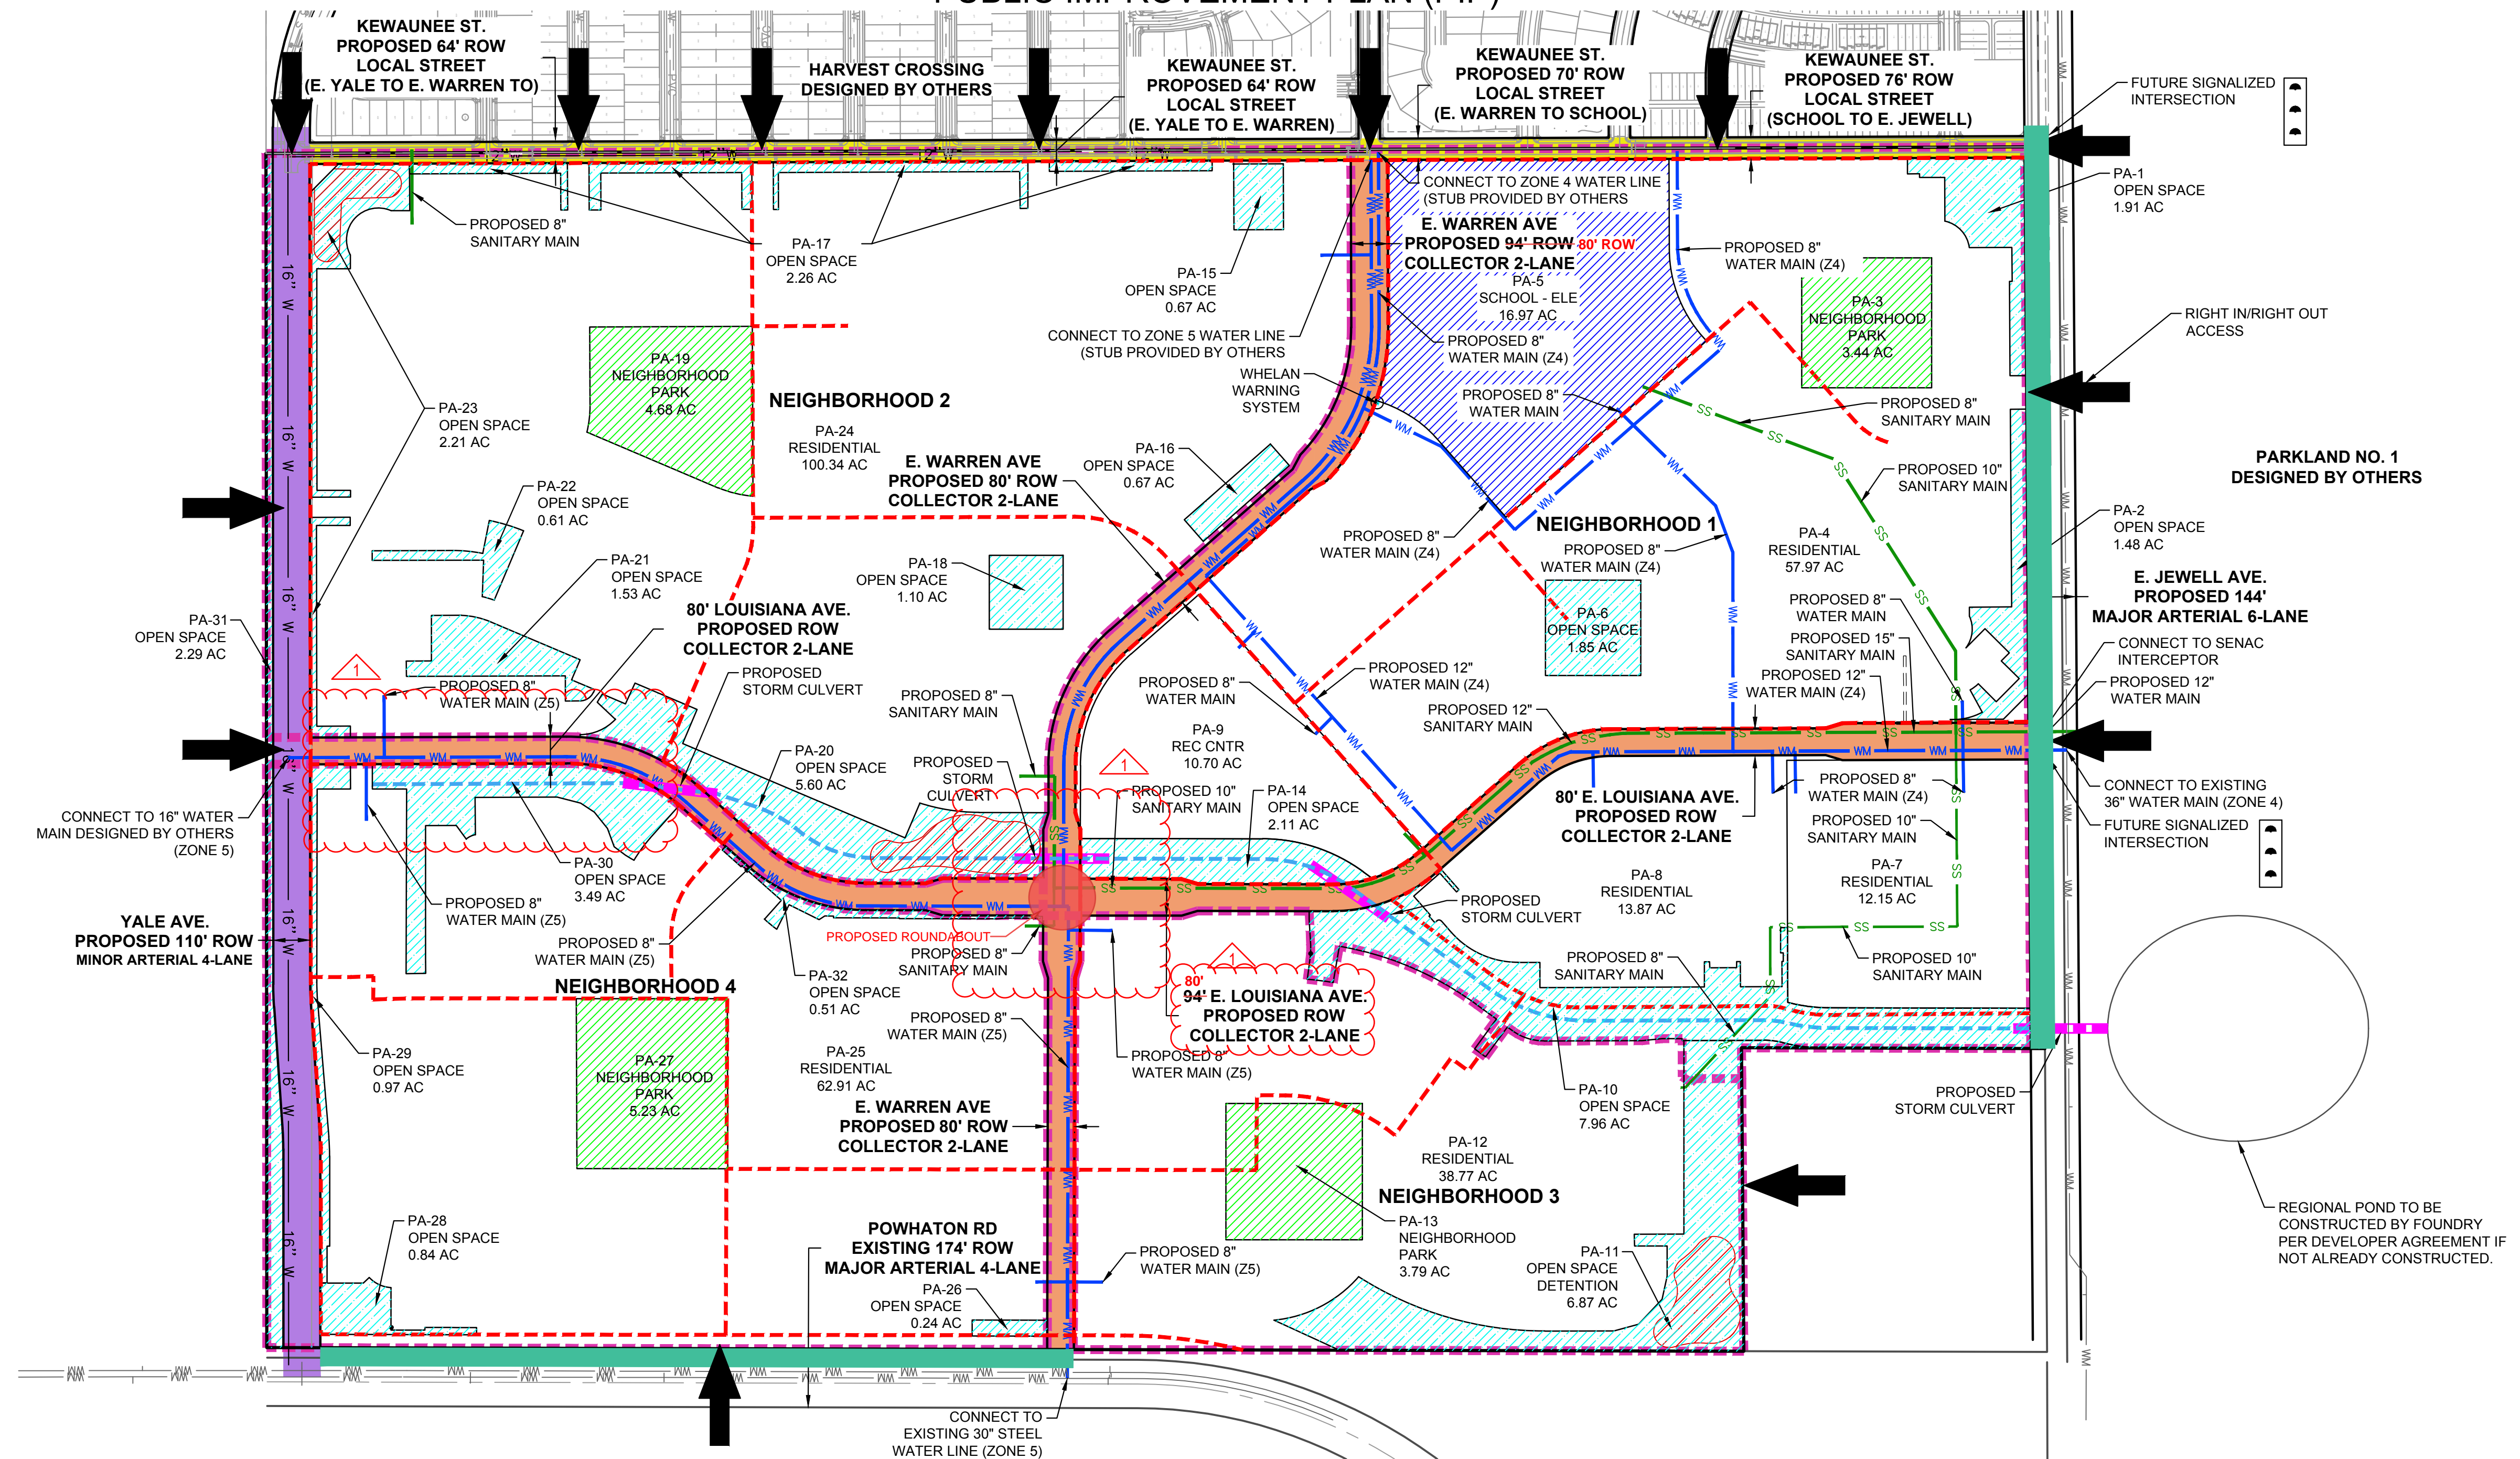 PUBLIC IMPROVEMENT PLAN (PIP)
KEWAUNEE ST.
PROPOSED 64' ROW
LOCAL STREET
(E. YALE TO E. WARREN TO)
HARVEST CROSSING
DESIGNED BY OTHERS
KEWAUNEE ST.
PROPOSED 64' ROW
LOCAL STREET
(E. YALE TO E. WARREN)
KEWAUNEE ST.
PROPOSED 70' ROW
LOCAL STREET
(E. WARREN TO SCHOOL)
KEWAUNEE ST.
PROPOSED 76' ROW
LOCAL STREET
(SCHOOL TO E. JEWELL)
FUTURE SIGNALIZED
INTERSECTION
PROPOSED 8"
SANITARY MAIN
PA-17
OPEN SPACE
2.26 AC
PA-15
OPEN SPACE
0.67 AC
CONNECT TO ZONE 4 WATER LINE
(STUB PROVIDED BY OTHERS
E. WARREN AVE
PROPOSED 94' ROW 80' ROW
COLLECTOR 2-LANE
PA-5
SCHOOL - ELE
16.97 AC
PROPOSED 8"
WATER MAIN (Z4)
PA-1
OPEN SPACE
1.91 AC
PA-3
NEIGHBORHOOD
PARK
3.44 AC
RIGHT IN/RIGHT OUT
ACCESS
CONNECT TO ZONE 5 WATER LINE
(STUB PROVIDED BY OTHERS
WHELAN
WARNING
SYSTEM
PROPOSED 8"
WATER MAIN (Z4)
PROPOSED 8"
WATER MAIN
PROPOSED 8"
SANITARY MAIN
PA-19
NEIGHBORHOOD
PARK
4.68 AC
NEIGHBORHOOD 2
PA-24
RESIDENTIAL
100.34 AC
PA-23
OPEN SPACE
2.21 AC
PA-16
OPEN SPACE
0.67 AC
E. WARREN AVE
PROPOSED 80' ROW
COLLECTOR 2-LANE
PROPOSED 10"
SANITARY MAIN
PARKLAND NO. 1
DESIGNED BY OTHERS
PA-22
OPEN SPACE
0.61 AC
PROPOSED 8"
WATER MAIN (Z4)
NEIGHBORHOOD 1
PROPOSED 8"
WATER MAIN (Z4)
PA-4
RESIDENTIAL
57.97 AC
PA-2
OPEN SPACE
1.48 AC
PA-21
OPEN SPACE
1.53 AC
PA-18
OPEN SPACE
1.10 AC
E. JEWELL AVE.
PROPOSED 144'
MAJOR ARTERIAL 6-LANE
PA-31
OPEN SPACE
2.29 AC
80' LOUISIANA AVE.
PROPOSED ROW
COLLECTOR 2-LANE
PA-6
OPEN SPACE
1.85 AC
PROPOSED 8"
WATER MAIN
PROPOSED 15"
SANITARY MAIN
PROPOSED 12"
WATER MAIN (Z4)
CONNECT TO SENAC
INTERCEPTOR
PROPOSED 12"
WATER MAIN
1
PROPOSED 8"
WATER MAIN (Z5)
PROPOSED
STORM CULVERT
PROPOSED 8"
SANITARY MAIN
PROPOSED 8"
WATER MAIN
PROPOSED 12"
WATER MAIN (Z4)
PROPOSED 12"
SANITARY MAIN
PA-9
REC CNTR
10.70 AC
1
PA-20
OPEN SPACE
5.60 AC
PROPOSED
STORM
CULVERT
PROPOSED 10"
SANITARY MAIN
PA-14
OPEN SPACE
2.11 AC
80' E. LOUISIANA AVE.
PROPOSED ROW
COLLECTOR 2-LANE
PROPOSED 8"
WATER MAIN (Z4)
CONNECT TO EXISTING
36" WATER MAIN (ZONE 4)
CONNECT TO 16" WATER
MAIN DESIGNED BY OTHERS
(ZONE 5)
PROPOSED 10"
SANITARY MAIN
FUTURE SIGNALIZED
INTERSECTION
PA-30
OPEN SPACE
3.49 AC
PROPOSED 8"
WATER MAIN (Z5)
PA-8
RESIDENTIAL
13.87 AC
PA-7
RESIDENTIAL
12.15 AC
PROPOSED
STORM CULVERT
YALE AVE.
PROPOSED 110' ROW
MINOR ARTERIAL 4-LANE
PROPOSED 8"
WATER MAIN (Z5)
PROPOSED ROUNDABOUT
PROPOSED 8"
SANITARY MAIN
PROPOSED 8"
SANITARY MAIN
PROPOSED 10"
SANITARY MAIN
NEIGHBORHOOD 4
PA-32
OPEN SPACE
0.51 AC
1
80'
94' E. LOUISIANA AVE.
PROPOSED ROW
COLLECTOR 2-LANE
PROPOSED 8"
WATER MAIN (Z5)
PROPOSED 8"
WATER MAIN (Z5)
PA-29
OPEN SPACE
0.97 AC
PA-27
NEIGHBORHOOD
PARK
5.23 AC
PA-25
RESIDENTIAL
62.91 AC
PA-10
OPEN SPACE
7.96 AC
PROPOSED
STORM CULVERT
E. WARREN AVE
PROPOSED 80' ROW
COLLECTOR 2-LANE
PA-12
RESIDENTIAL
38.77 AC
NEIGHBORHOOD 3
PA-28
OPEN SPACE
0.84 AC
POWHATON RD
EXISTING 174' ROW
MAJOR ARTERIAL 4-LANE
PROPOSED 8"
WATER MAIN (Z5)
PA-13
NEIGHBORHOOD
PARK
3.79 AC
PA-11
OPEN SPACE
DETENTION
6.87 AC
REGIONAL POND TO BE
CONSTRUCTED BY FOUNDRY
PER DEVELOPER AGREEMENT IF
NOT ALREADY CONSTRUCTED.
PA-26
OPEN SPACE
0.24 AC
CONNECT TO
EXISTING 30" STEEL
WATER LINE (ZONE 5)
16" W
16" W
16" W
16" W
16" W
16" W
16" W